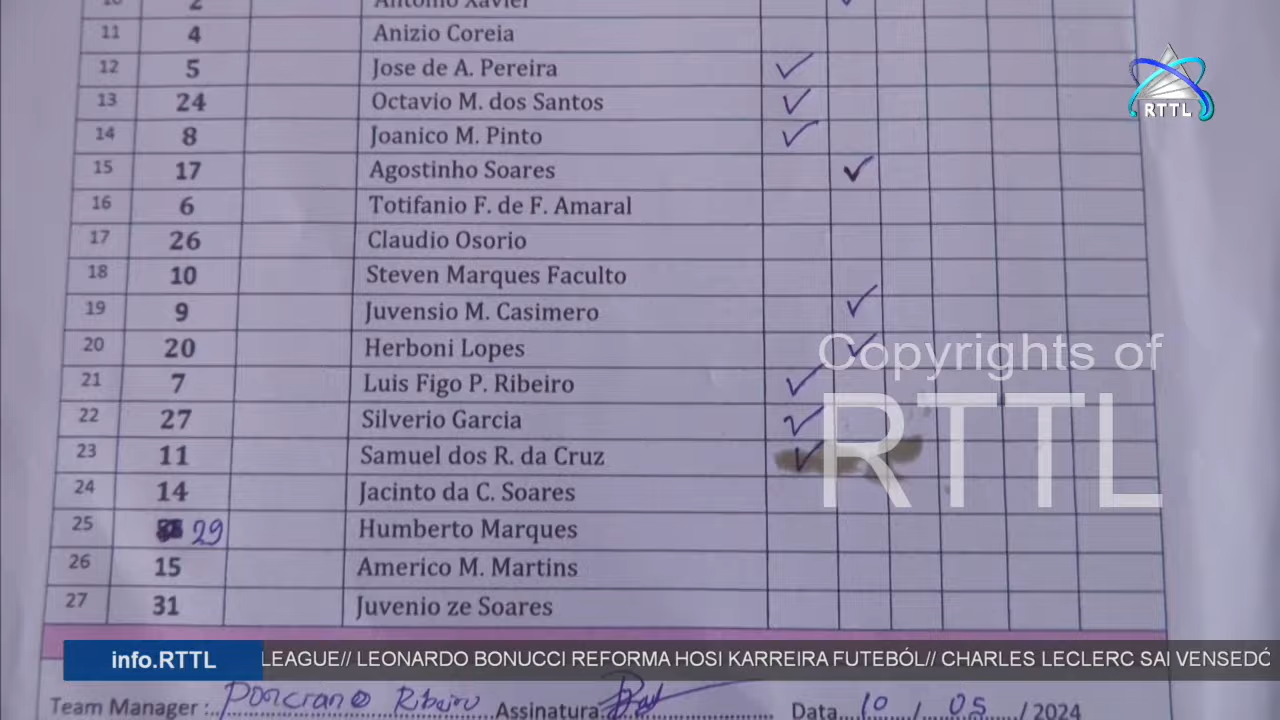 10 2 Antonio Xavier ✓
11 4 Anizio Coreia
12 5 Jose de A. Pereira ✓
13 24 Octavio M. dos Santos ✓
14 8 Joanico M. Pinto ✓
15 17 Agostinho Soares ✓
16 6 Totifanio F. de F. Amaral
17 26 Claudio Osorio
18 10 Steven Marques Faculto
19 9 Juvensio M. Casimero ✓
20 20 Herboni Lopes ✓
21 7 Luis Figo P. Ribeiro ✓
22 27 Silverio Garcia ✓
23 11 Samuel dos R. da Cruz ✓
24 14 Jacinto da C. Soares
25 29 Humberto Marques
26 15 Americo M. Martins
27 31 Juvenio ze Soares
RTTL
Copyrights of
RTTL
info.RTTL LEAGUE// LEONARDO BONUCCI REFORMA HOSI KARREIRA FUTEBÓL// CHARLES LECLERC SAI VENSEDÓ
Team Manager :.. Ribeiro Assinatura: Data 10 / 05 / 2024